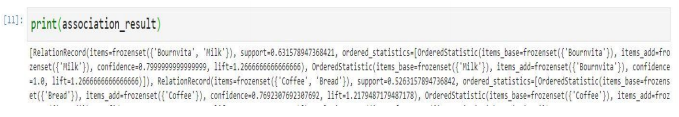 [11]: print(association_result)
[RelationRecord(items=frozenset({'Bournvita', 'Milk'}), support=0.631578947368421, ordered_statistics=[OrderedStatistic(items_base=frozenset({'Bournvita'}), items_add=fro
zenset({'Milk'}), confidence=0.7999999999999999, lift=1.2666666666666666), OrderedStatistic(items_base=frozenset({'Milk'}), items_add=frozenset({'Bournvita'}), confidence
=1.0, lift=1.2666666666666666)]), RelationRecord(items=frozenset({'Coffee', 'Bread'}), support=0.5263157894736842, ordered_statistics=[OrderedStatistic(items_base=frozens
et({'Bread'}), items_add=frozenset({'Coffee'}), confidence=0.7692307692307692, lift=1.2179487179487178), OrderedStatistic(items_base=frozenset({'Coffee'}), items_add=froz